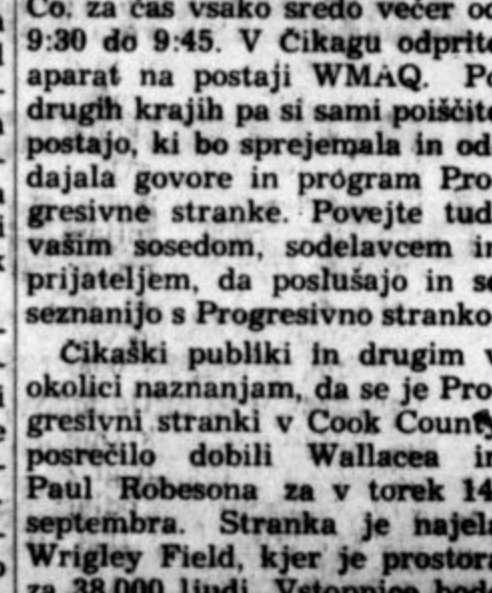 Co. za čas vsako sredo večer od
9:30 do 9:45. V Čikagu odprite
aparat na postaji WMAQ. Po
drugih krajih pa si sami poiščite
postajo, ki bo sprejemala in od-
dajala govore in program Pro-
gresivne stranke. Povejte tudi
vašim sosedom, sodelavcem in
prijateljem, da poslušajo in se
seznanijo s Progresivno stranko.
Čikaški publiki in drugim v
okolici naznanjam, da se je Pro-
gresivni stranki v Cook County
posrečilo dobili Wallacea in
Paul Robesona za v torek 14.
septembra. Stranka je najela
Wrigley Field, kjer je prostora
za 38,000 ljudi. Vstopnice bodo